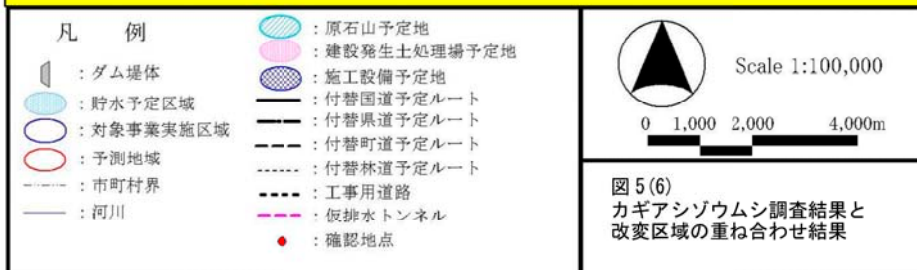 凡 例
: ダム堤体
: 貯水予定区域
: 対象事業実施区域
: 予測地域
: 市町村界
: 河川
: 原石山予定地
: 建設発生土処理場予定地
: 施工設備予定地
: 付替国道予定ルート
: 付替県道予定ルート
: 付替町道予定ルート
: 付替林道予定ルート
: 工事用道路
: 仮排水トンネル
: 確認地点
Scale 1:100,000
0 1,000 2,000 4,000m
図 5(6)
カギアシゾウムシ調査結果と
改変区域の重ね合わせ結果